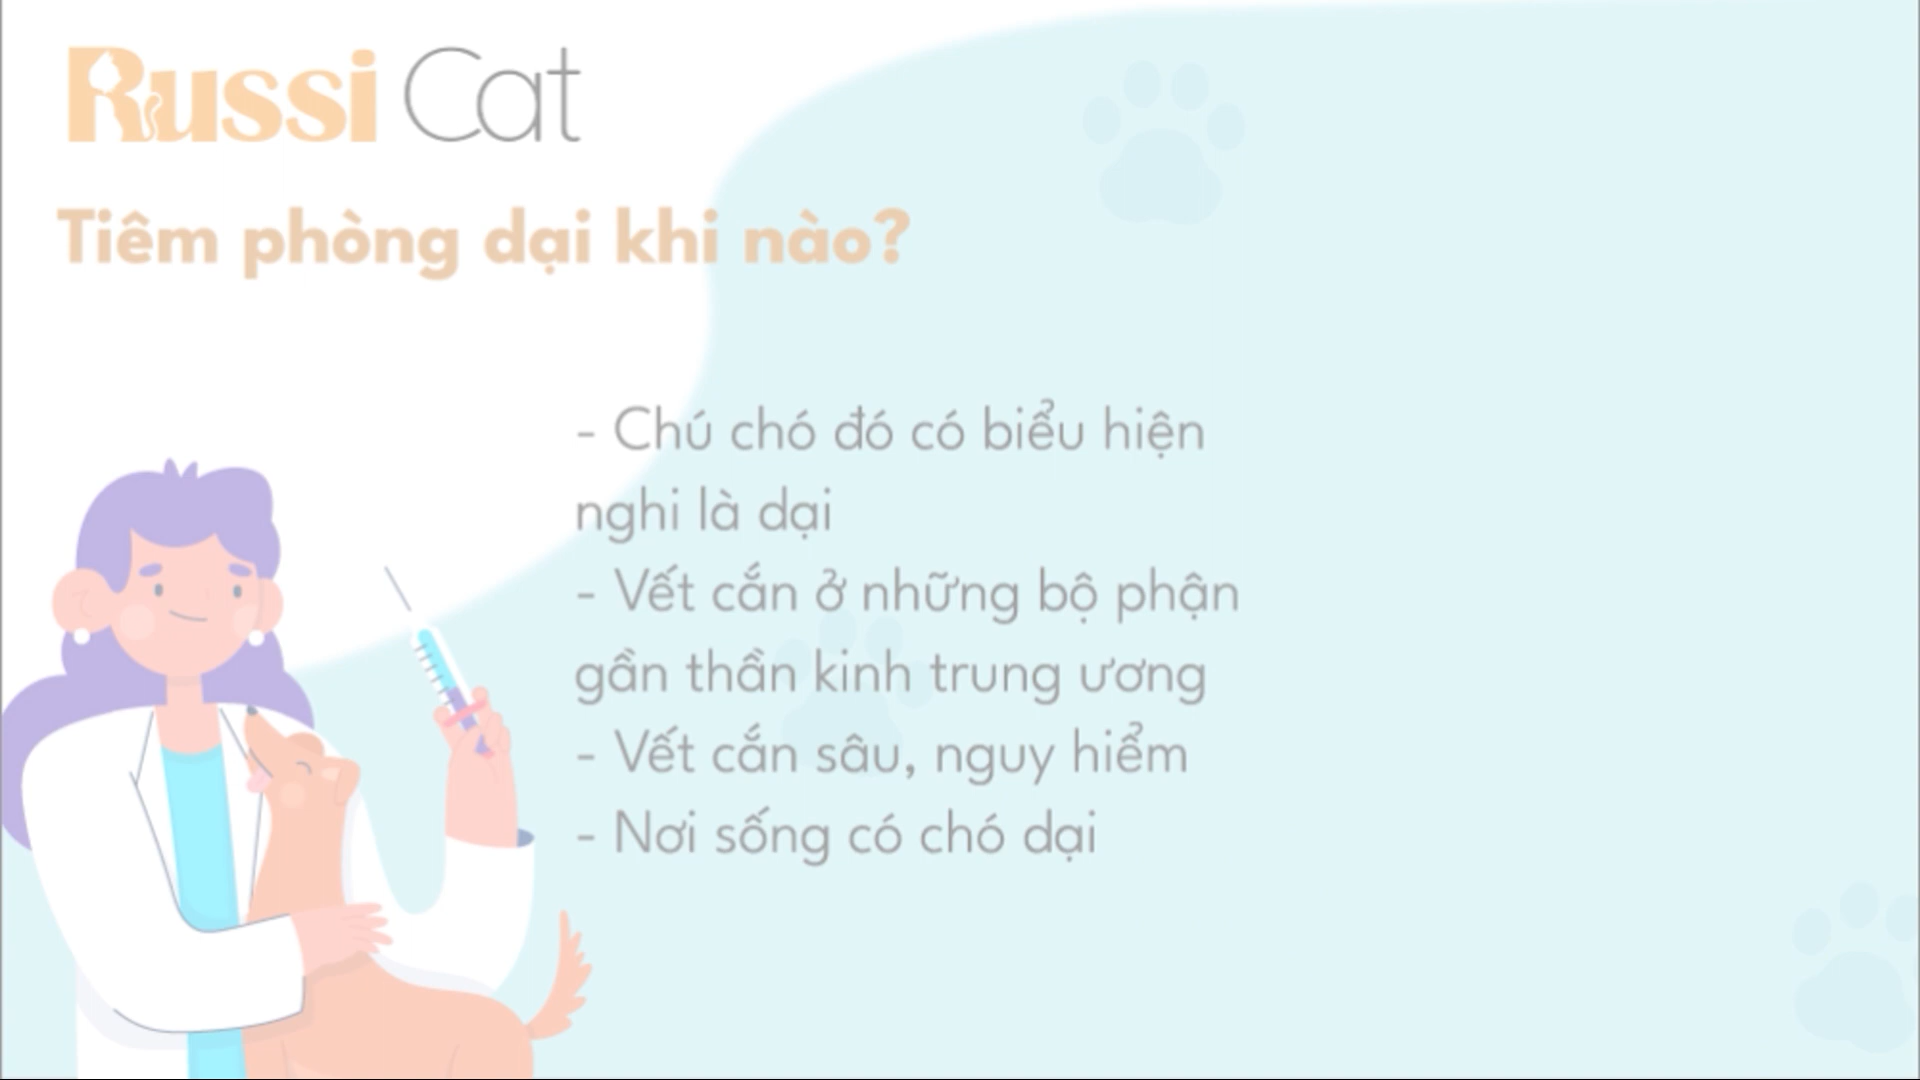 Russi Cat
Tiêm phòng dại khi nào?
- Chú chó đó có biểu hiện
nghi là dại
- Vết cắn ở những bộ phận
gần thần kinh trung ương
- Vết cắn sâu, nguy hiểm
- Nơi sống có chó dại